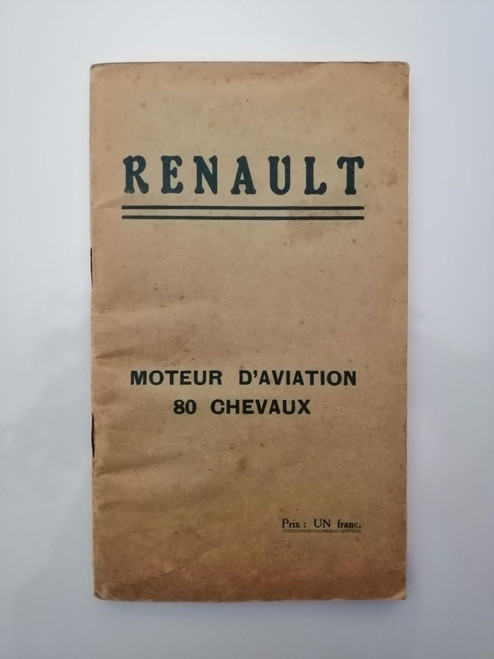 RENAULT
MOTEUR D'AVIATION
80 CHEVAUX
Prix : UN franc.